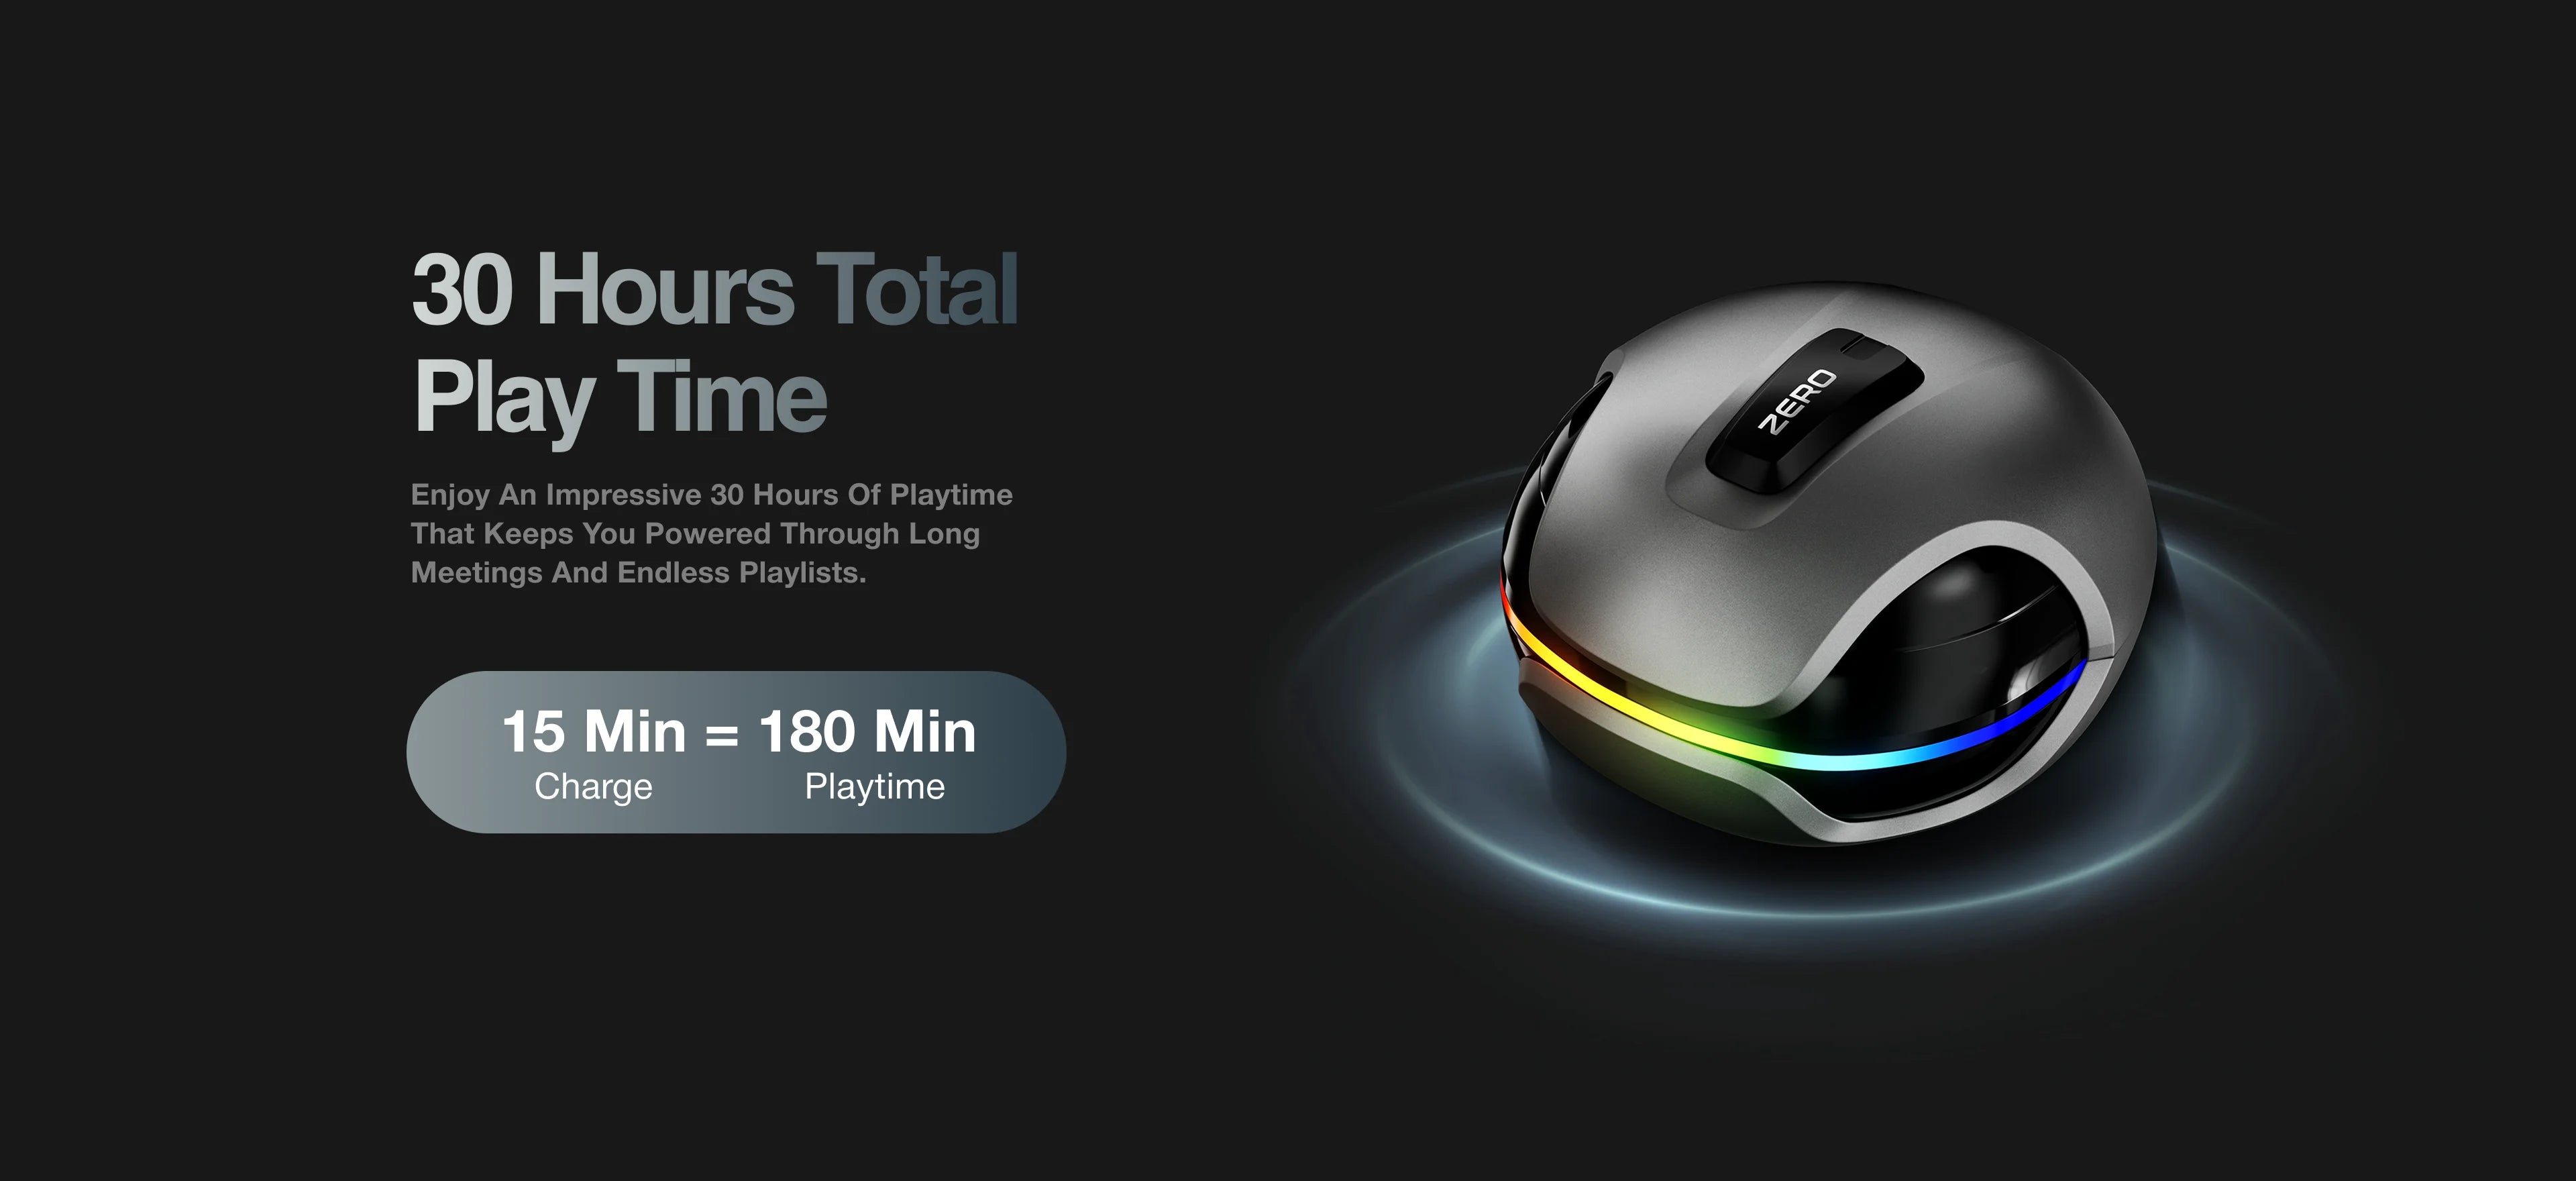 30 Hours Total
Play Time
Enjoy An Impressive 30 Hours Of Playtime
That Keeps You Powered Through Long
Meetings And Endless Playlists.
15 Min = 180 Min
Charge Playtime
ZERO